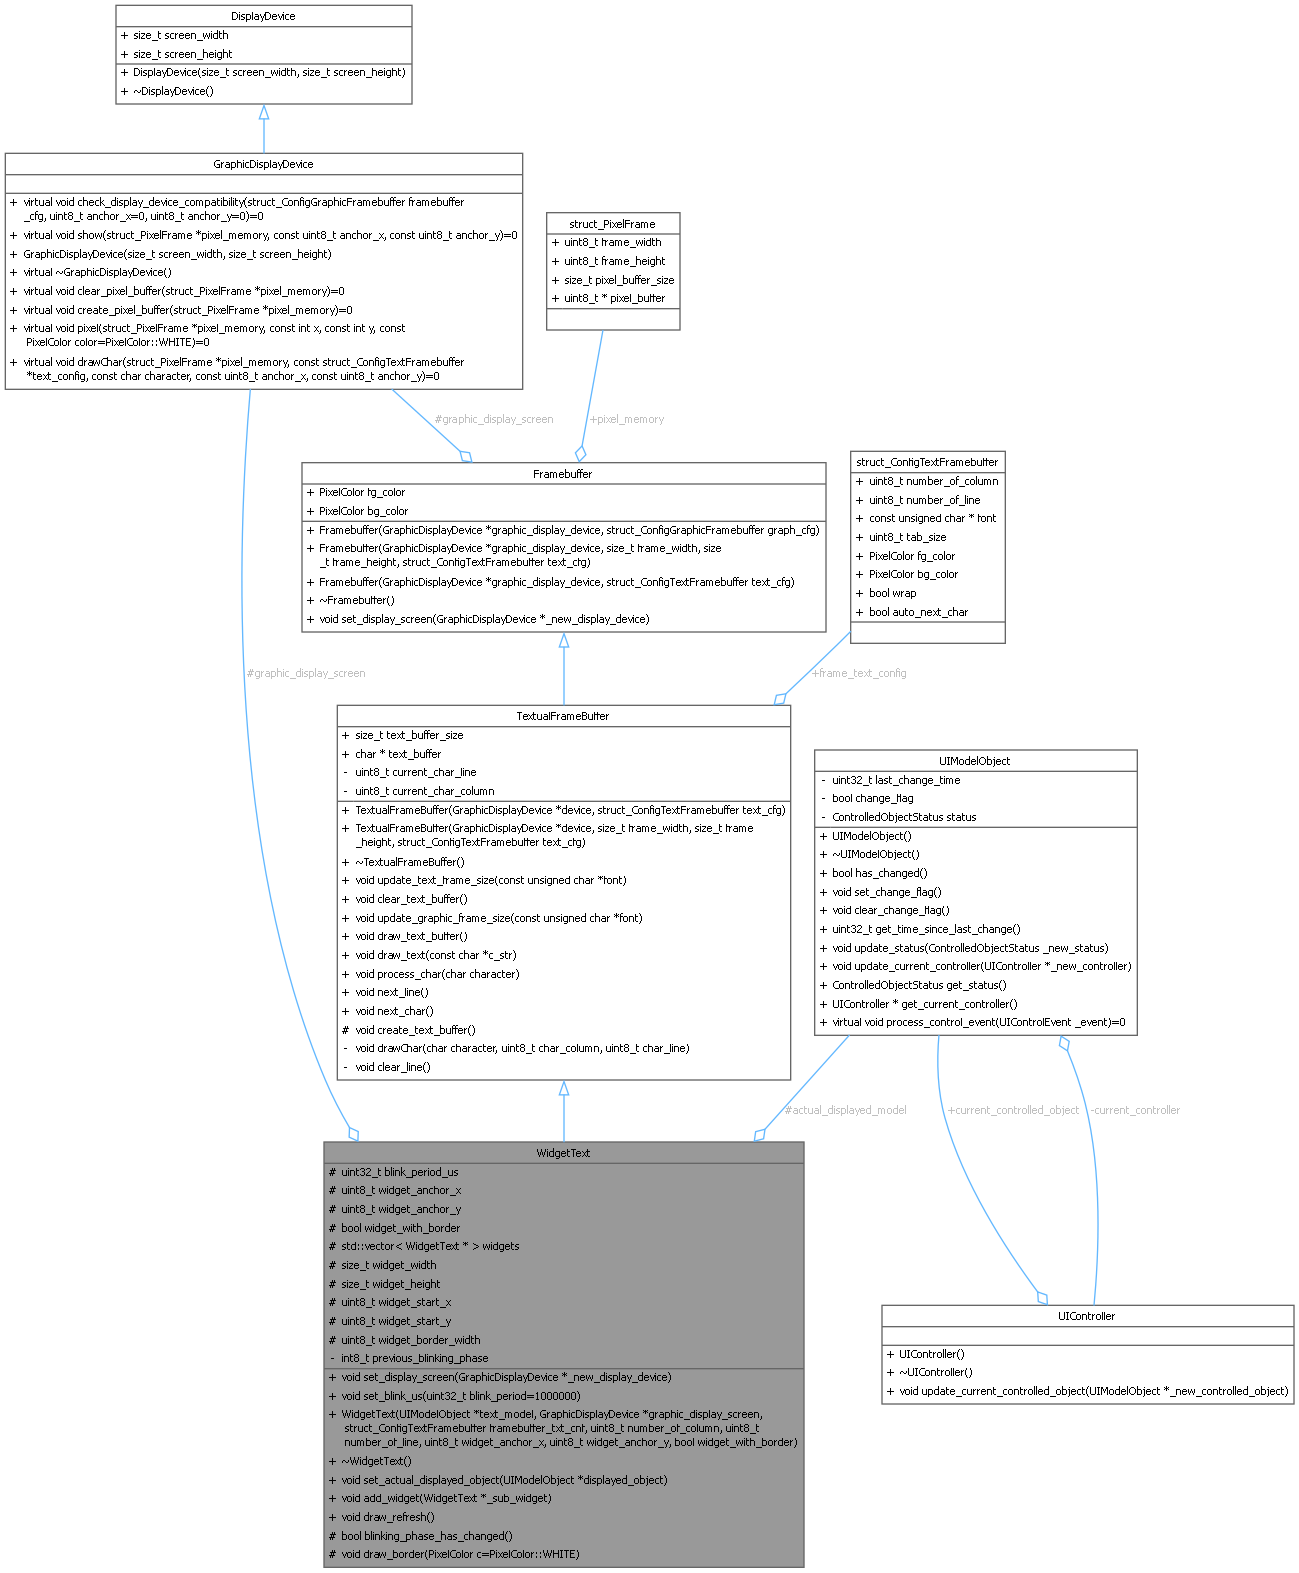 DisplayDevice
+ size_t screen_width
+ size_t screen_height
+ DisplayDevice(size_t screen_width, size_t screen_height)
+ ~DisplayDevice()
GraphicDisplayDevice
+ virtual void check_display_device_compatibility(struct_ConfigGraphicFramebuffer framebuffer
_cfg, uint8_t anchor_x=0, uint8_t anchor_y=0)=0
+ virtual void show(struct_PixelFrame *pixel_memory, const uint8_t anchor_x, const uint8_t anchor_y)=0
+ GraphicDisplayDevice(size_t screen_width, size_t screen_height)
+ virtual ~GraphicDisplayDevice()
+ virtual void clear_pixel_buffer(struct_PixelFrame *pixel_memory)=0
+ virtual void create_pixel_buffer(struct_PixelFrame *pixel_memory)=0
+ virtual void pixel(struct_PixelFrame *pixel_memory, const int x, const int y, const
PixelColor color=PixelColor::WHITE)=0
+ virtual void drawChar(struct_PixelFrame *pixel_memory, const struct_ConfigTextFramebuffer
*text_config, const char character, const uint8_t anchor_x, const uint8_t anchor_y)=0
struct_PixelFrame
+ uint8_t frame_width
+ uint8_t frame_height
+ size_t pixel_buffer_size
+ uint8_t * pixel_buffer
#graphic_display_screen
+pixel_memory
Framebuffer
+ PixelColor fg_color
+ PixelColor bg_color
+ Framebuffer(GraphicDisplayDevice *graphic_display_device, struct_ConfigGraphicFramebuffer graph_cfg)
+ Framebuffer(GraphicDisplayDevice *graphic_display_device, size_t frame_width, size
_t frame_height, struct_ConfigTextFramebuffer text_cfg)
+ Framebuffer(GraphicDisplayDevice *graphic_display_device, struct_ConfigTextFramebuffer text_cfg)
+ ~Framebuffer()
+ void set_display_screen(GraphicDisplayDevice *_new_display_device)
struct_ConfigTextFramebuffer
+ uint8_t number_of_column
+ uint8_t number_of_line
+ const unsigned char * font
+ uint8_t tab_size
+ PixelColor fg_color
+ PixelColor bg_color
+ bool wrap
+ bool auto_next_char
#graphic_display_screen
+frame_text_config
TextualFrameBuffer
+ size_t text_buffer_size
+ char * text_buffer
- uint8_t current_char_line
- uint8_t current_char_column
+ TextualFrameBuffer(GraphicDisplayDevice *device, struct_ConfigTextFramebuffer text_cfg)
+ TextualFrameBuffer(GraphicDisplayDevice *device, size_t frame_width, size_t frame
_height, struct_ConfigTextFramebuffer text_cfg)
+ ~TextualFrameBuffer()
+ void update_text_frame_size(const unsigned char *font)
+ void clear_text_buffer()
+ void update_graphic_frame_size(const unsigned char *font)
+ void draw_text_buffer()
+ void draw_text(const char *c_str)
+ void process_char(char character)
+ void next_line()
+ void next_char()
# void create_text_buffer()
- void drawChar(char character, uint8_t char_column, uint8_t char_line)
- void clear_line()
UIModelObject
- uint32_t last_change_time
- bool change_flag
- ControlledObjectStatus status
+ UIModelObject()
+ ~UIModelObject()
+ bool has_changed()
+ void set_change_flag()
+ void clear_change_flag()
+ uint32_t get_time_since_last_change()
+ void update_status(ControlledObjectStatus _new_status)
+ void update_current_controller(UIController *_new_controller)
+ ControlledObjectStatus get_status()
+ UIController * get_current_controller()
+ virtual void process_control_event(UIControlEvent _event)=0
#actual_displayed_model
+current_controlled_object
-current_controller
WidgetText
# uint32_t blink_period_us
# uint8_t widget_anchor_x
# uint8_t widget_anchor_y
# bool widget_with_border
# std::vector< WidgetText * > widgets
# size_t widget_width
# size_t widget_height
# uint8_t widget_start_x
# uint8_t widget_start_y
# uint8_t widget_border_width
- int8_t previous_blinking_phase
+ void set_display_screen(GraphicDisplayDevice *_new_display_device)
+ void set_blink_us(uint32_t blink_period=1000000)
+ WidgetText(UIModelObject *text_model, GraphicDisplayDevice *graphic_display_screen,
struct_ConfigTextFramebuffer framebuffer_txt_cnf, uint8_t number_of_column, uint8_t
number_of_line, uint8_t widget_anchor_x, uint8_t widget_anchor_y, bool widget_with_border)
+ ~WidgetText()
+ void set_actual_displayed_object(UIModelObject *displayed_object)
+ void add_widget(WidgetText *_sub_widget)
+ void draw_refresh()
# bool blinking_phase_has_changed()
# void draw_border(PixelColor c=PixelColor::WHITE)
UIController
+ UIController()
+ ~UIController()
+ void update_current_controlled_object(UIModelObject *_new_controlled_object)